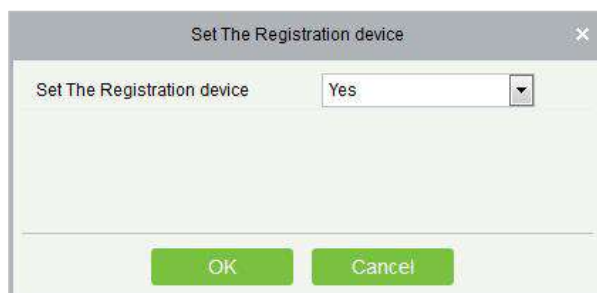 Set The Registration device
Set The Registration device Yes
OK Cancel